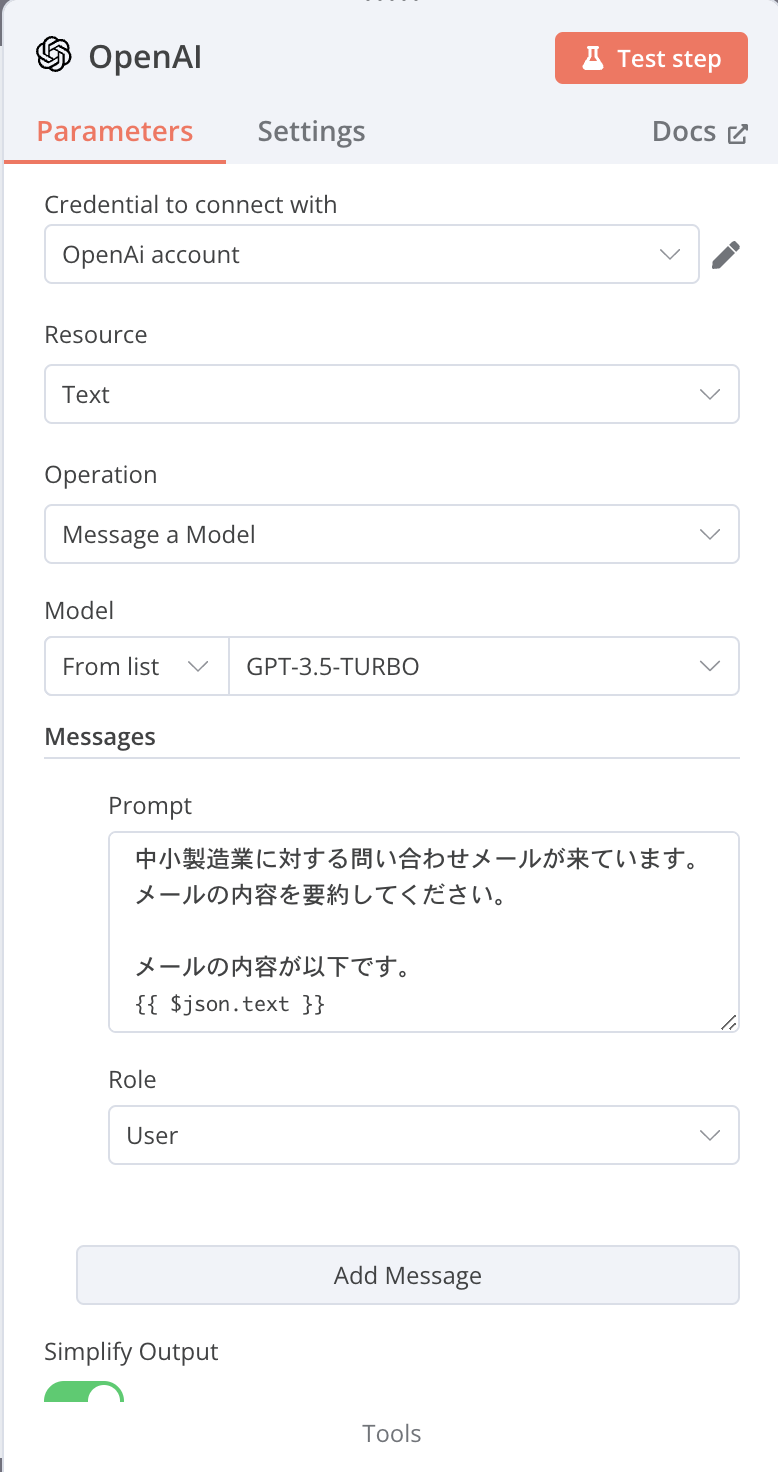 OpenAI
Test step
Parameters
Settings
Docs
Credential to connect with
OpenAi account
Resource
Text
Operation
Message a Model
Model
From list
GPT-3.5-TURBO
Messages
Prompt
中小製造業に対する問い合わせメールが来ています。
メールの内容を要約してください。
メールの内容が以下です。
{{ $json.text }}
Role
User
Add Message
Simplify Output
Tools